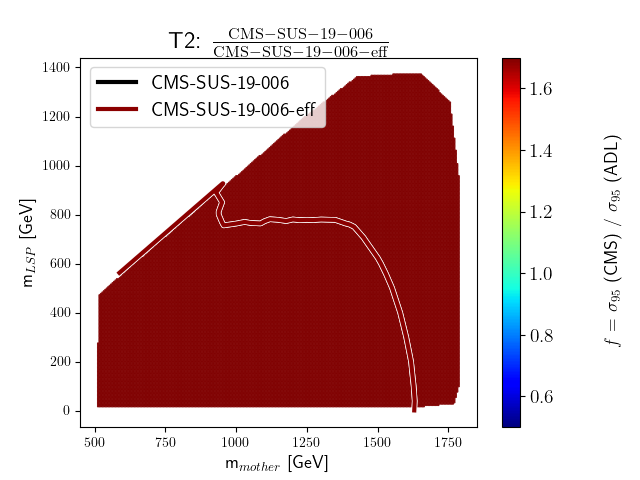 T2: CMS−SUS−19−006
CMS−SUS−19−006−eff
CMS-SUS-19-006
CMS-SUS-19-006-eff
1400
1200
1000
800
600
400
200
0
m_LSP [GeV]
500
750
1000
1250
1500
1750
m_mother [GeV]
1.6
1.4
1.2
1.0
0.8
0.6
f = σ95 (CMS) / σ95 (ADL)